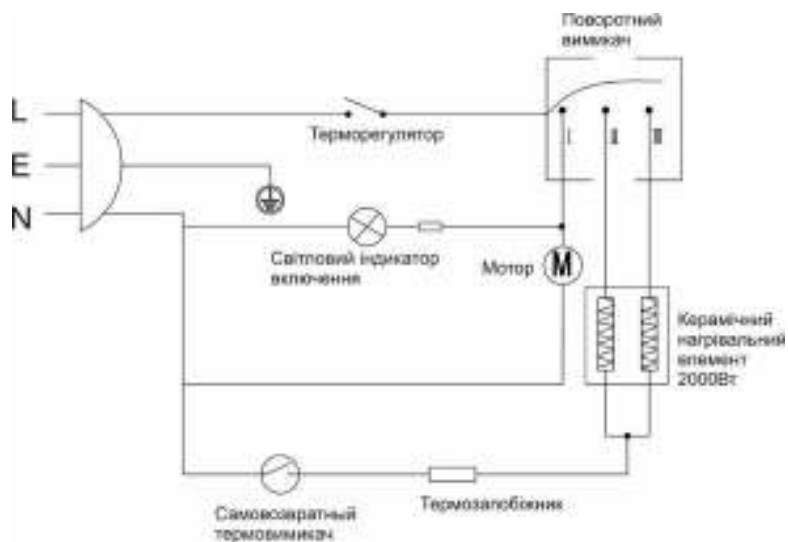 Поворотний
вимикач
L
Терморегулятор
I
II
III
E
N
Світловий індикатор
включення
Мотор
M
Керамічний
нагрівальний
елемент
2000Вт
Термозапобіжник
Самовозвратный
термовимикач